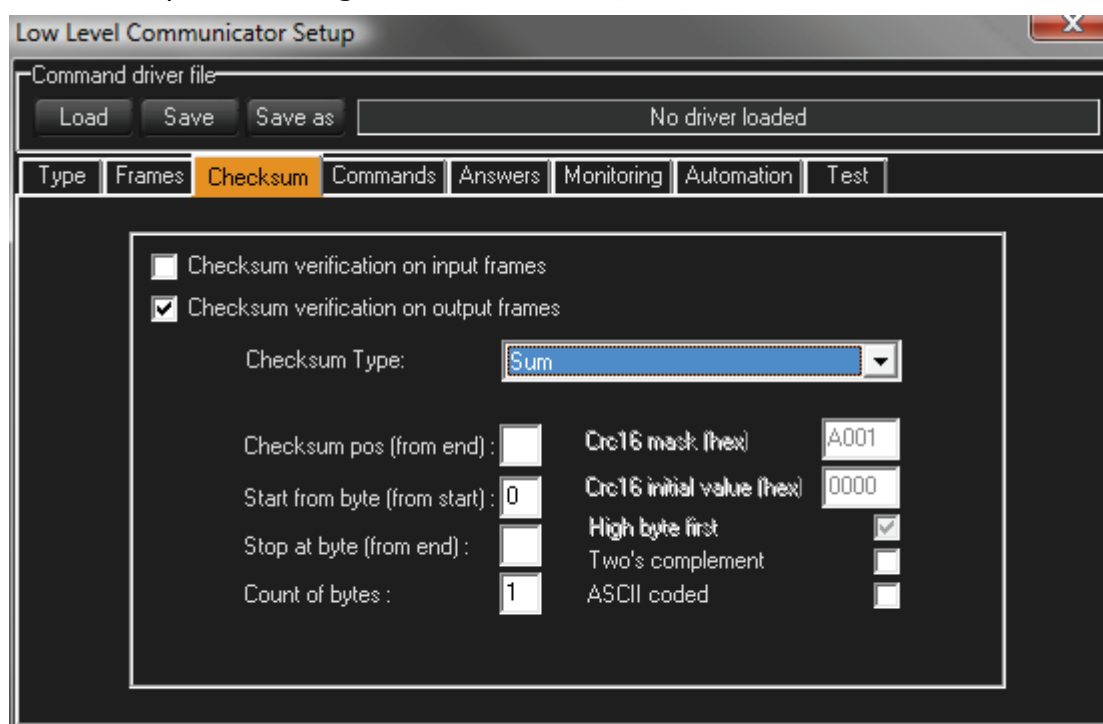 Low Level Communicator Setup
Command driver file
Load Save Save as No driver loaded
Type Frames Checksum Commands Answers Monitoring Automation Test
Checksum verification on input frames
Checksum verification on output frames
Checksum Type: Sum
Checksum pos (from end) : Crc16 mask (hex) A001
Start from byte (from start) : 0 Crc16 initial value (hex) 0000
Stop at byte (from end) : High byte first
Two's complement
Count of bytes : 1 ASCII coded